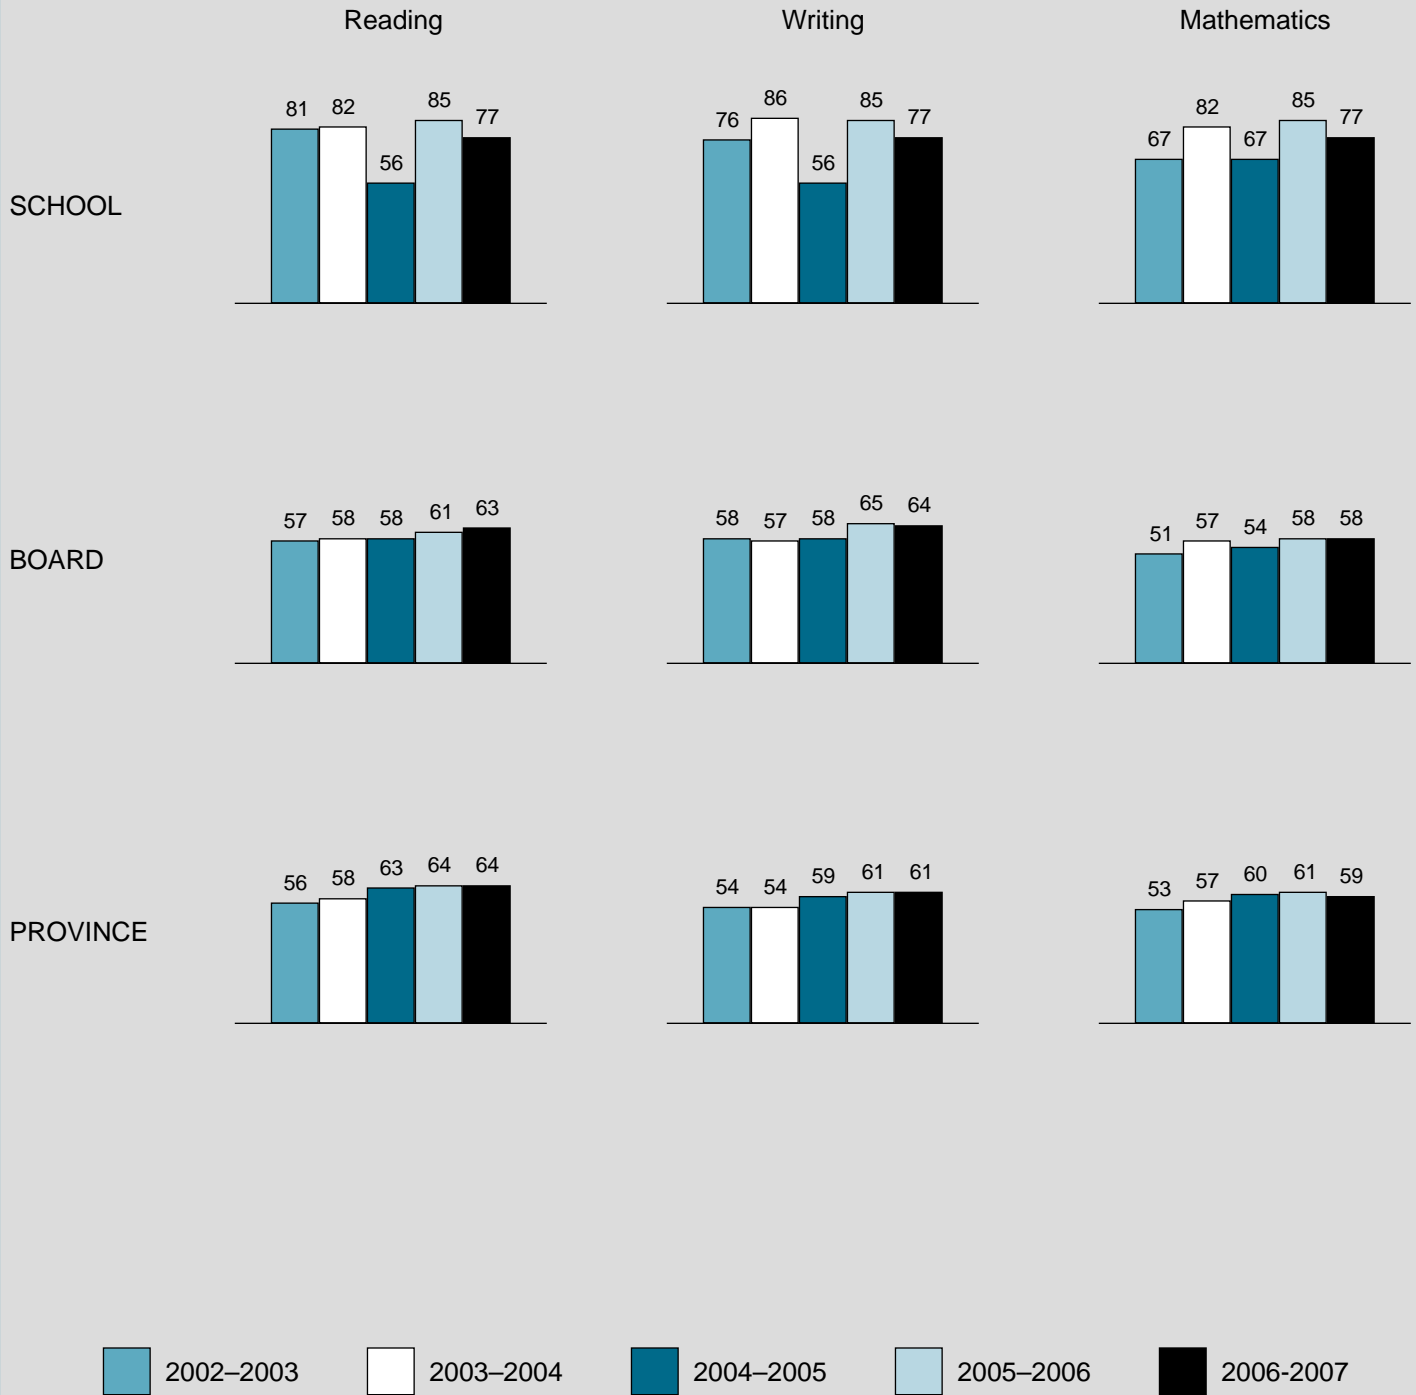 Reading Writing Mathematics
SCHOOL
81 82 56 85 77
76 86 56 85 77
67 82 67 85 77
BOARD
57 58 58 61 63
58 57 58 65 64
51 57 54 58 58
PROVINCE
56 58 63 64 64
54 54 59 61 61
53 57 60 61 59
2002–2003 2003–2004 2004–2005 2005–2006 2006-2007